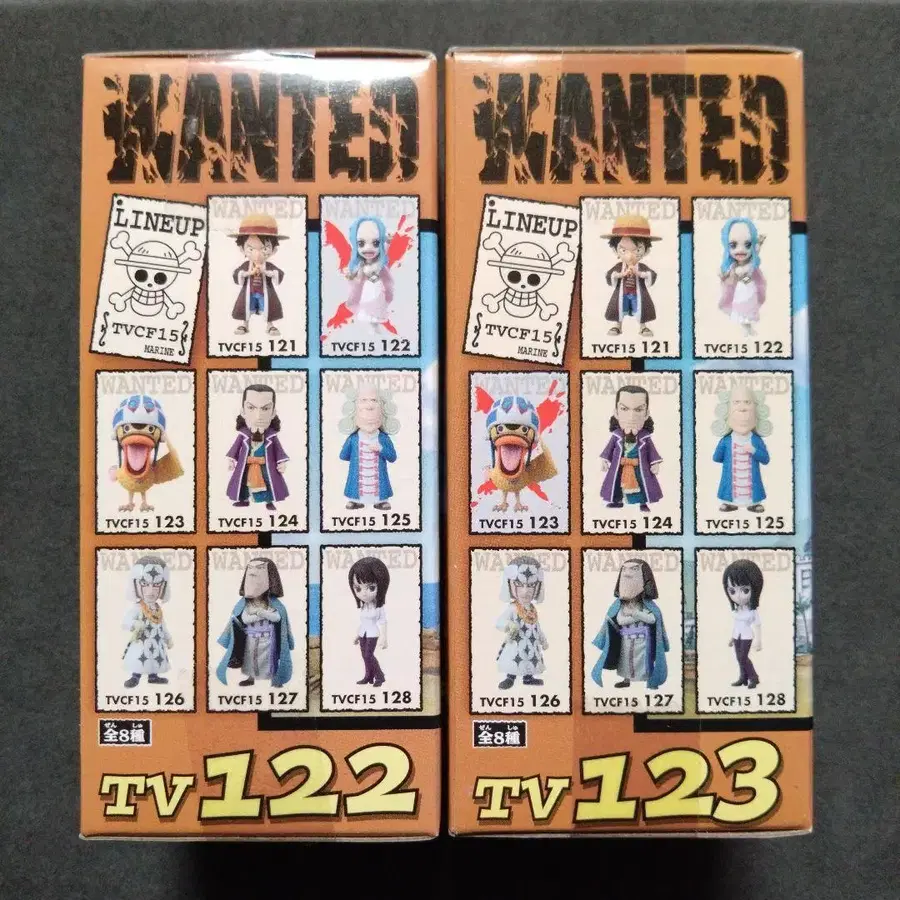 WANTED
LINEUP
WANTED
WANTED
TVCF15
MARINE
TVCF15 121
TVCF15 122
WANTED
WANTED
WANTED
TVCF15 123
TVCF15 124
TVCF15 125
WANTED
WANTED
WANTED
TVCF15 126
TVCF15 127
TVCF15 128
ぜん しゅ
全8種
TV 122
WANTED
LINEUP
WANTED
WANTED
TVCF15
MARINE
TVCF15 121
TVCF15 122
WANTED
WANTED
WANTED
TVCF15 123
TVCF15 124
TVCF15 125
WANTED
WANTED
WANTED
TVCF15 126
TVCF15 127
TVCF15 128
ぜん しゅ
全8種
TV 123